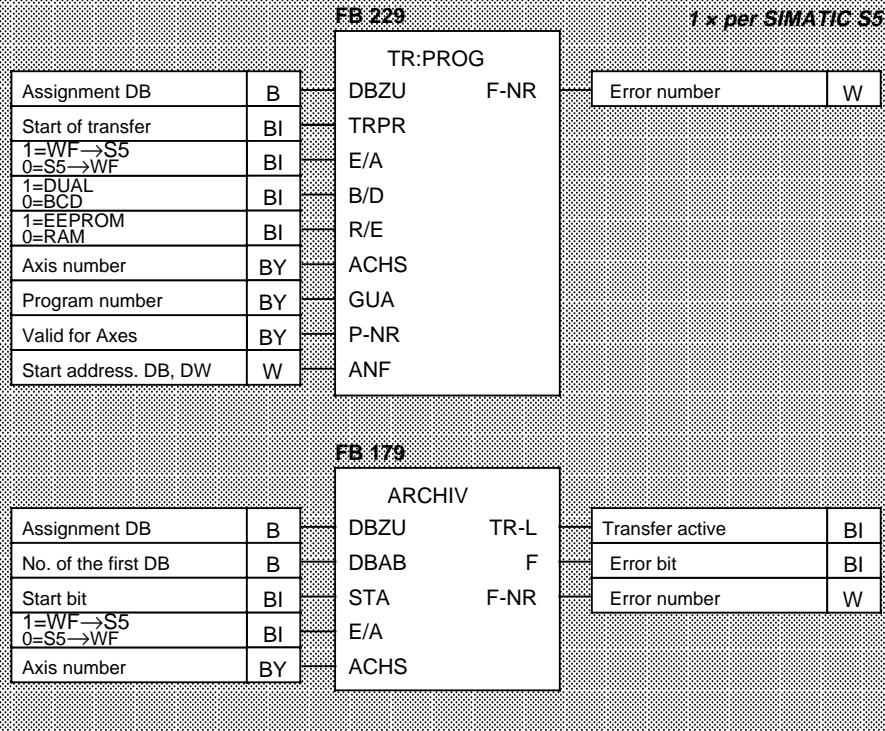 FB 229 1 × per SIMATIC S5
TR:PROG
Assignment DB B DBZU F-NR Error number W
Start of transfer BI TRPR
1=WF→S5
0=S5→WF BI E/A
1=DUAL
0=BCD BI B/D
1=EEPROM
0=RAM BI R/E
Axis number BY ACHS
Program number BY GUA
Valid for Axes BY P-NR
Start address. DB, DW W ANF
FB 179
ARCHIV
Assignment DB B DBZU TR-L Transfer active BI
No. of the first DB B DBAB F Error bit BI
Start bit BI STA F-NR Error number W
1=WF→S5
0=S5→WF BI E/A
Axis number BY ACHS